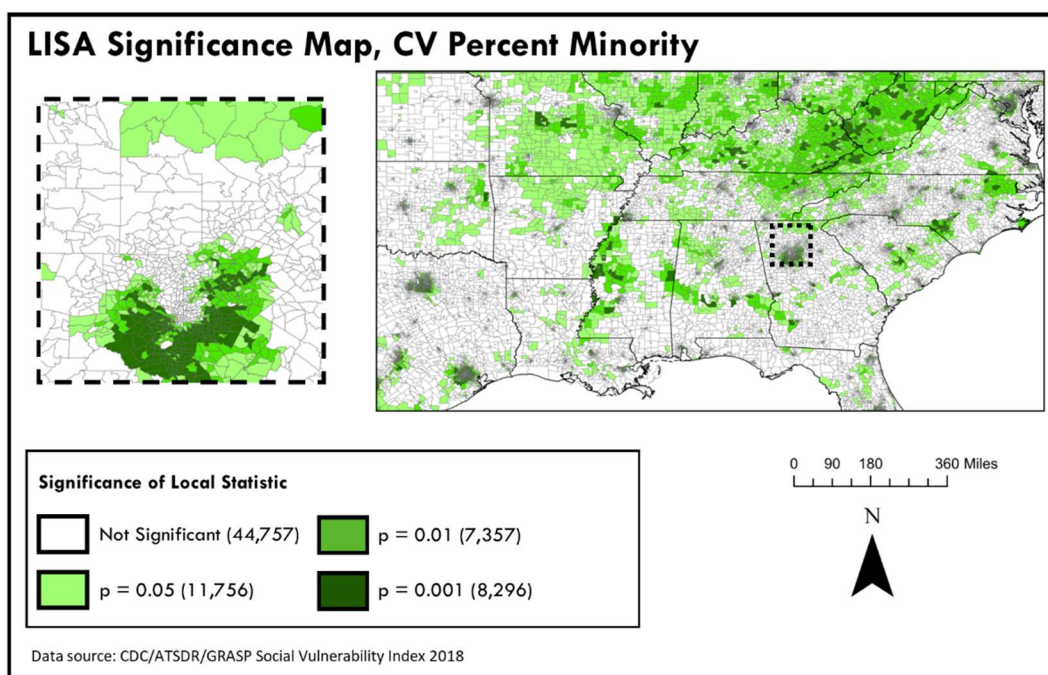 LISA Significance Map, CV Percent Minority
Significance of Local Statistic
Not Significant (44,757)
p = 0.01 (7,357)
p = 0.05 (11,756)
p = 0.001 (8,296)
0 90 180 360 Miles
N
Data source: CDC/ATSDR/GRASP Social Vulnerability Index 2018